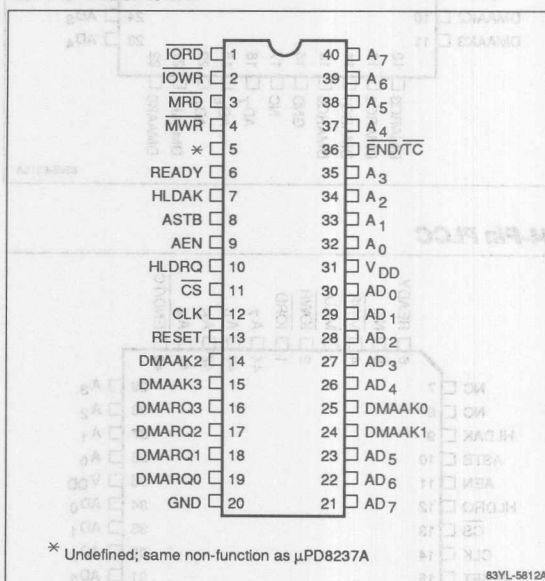 IORD 1 40 A7
IOWR 2 39 A6
MRD 3 38 A5
MWR 4 37 A4
* 5 36 END/TC
READY 6 35 A3
HLDAK 7 34 A2
ASTB 8 33 A1
AEN 9 32 A0
HLDRQ 10 31 VDD
CS 11 30 AD0
CLK 12 29 AD1
RESET 13 28 AD2
DMAAK2 14 27 AD3
DMAAK3 15 26 AD4
DMARQ3 16 25 DMAAK0
DMARQ2 17 24 DMAAK1
DMARQ1 18 23 AD5
DMARQ0 19 22 AD6
GND 20 21 AD7
* Undefined; same non-function as µPD8237A
83YL-5812A